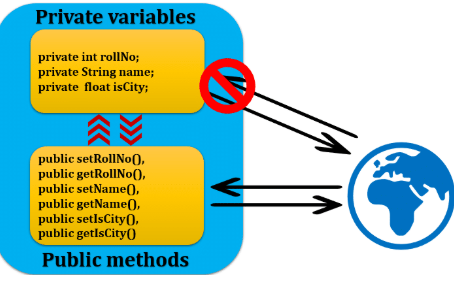 Private variables
private int rollNo;
private String name;
private float isCity;
public setRollNo(),
public getRollNo(),
public setName(),
public getName(),
public setIsCity(),
public getIsCity()
Public methods